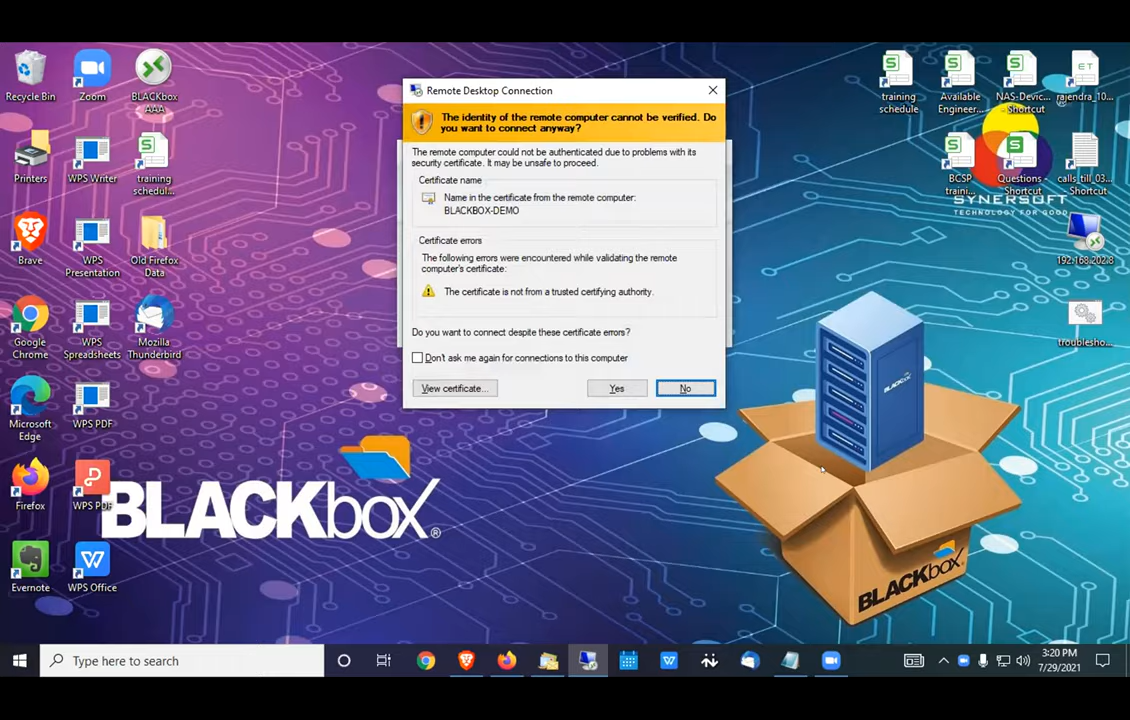 Recycle Bin
Zoom
BLACKbox
AAA
Printers
WPS Writer
training
schedul...
Brave
WPS
Presentation
Old Firefox
Data
Google
Chrome
WPS
Spreadsheets
Mozilla
Thunderbird
Microsoft
Edge
WPS PDF
Firefox
WPS PDF
Evernote
WPS Office
Remote Desktop Connection
The identity of the remote computer cannot be verified. Do
you want to connect anyway?
The remote computer could not be authenticated due to problems with its
security certificate. It may be unsafe to proceed.
Certificate name
Name in the certificate from the remote computer:
BLACKBOX-DEMO
Certificate errors
The following errors were encountered while validating the remote
computer's certificate:
The certificate is not from a trusted certifying authority.
Do you want to connect despite these certificate errors?
Don't ask me again for connections to this computer
View certificate...
Yes
No
training
schedule
Available
Engineer...
NAS-Devic...
- Shortcut
ET
rajendra_10...
BCSP
traini...
Questions -
Shortcut
calls_till_03...
- Shortcut
SYNERSOFT
TECHNOLOGY FOR GOOD
192.168.202.8
troublesho...
BLACKbox®
BLACKbox
BLACKbox
Type here to search
3:20 PM
7/29/2021